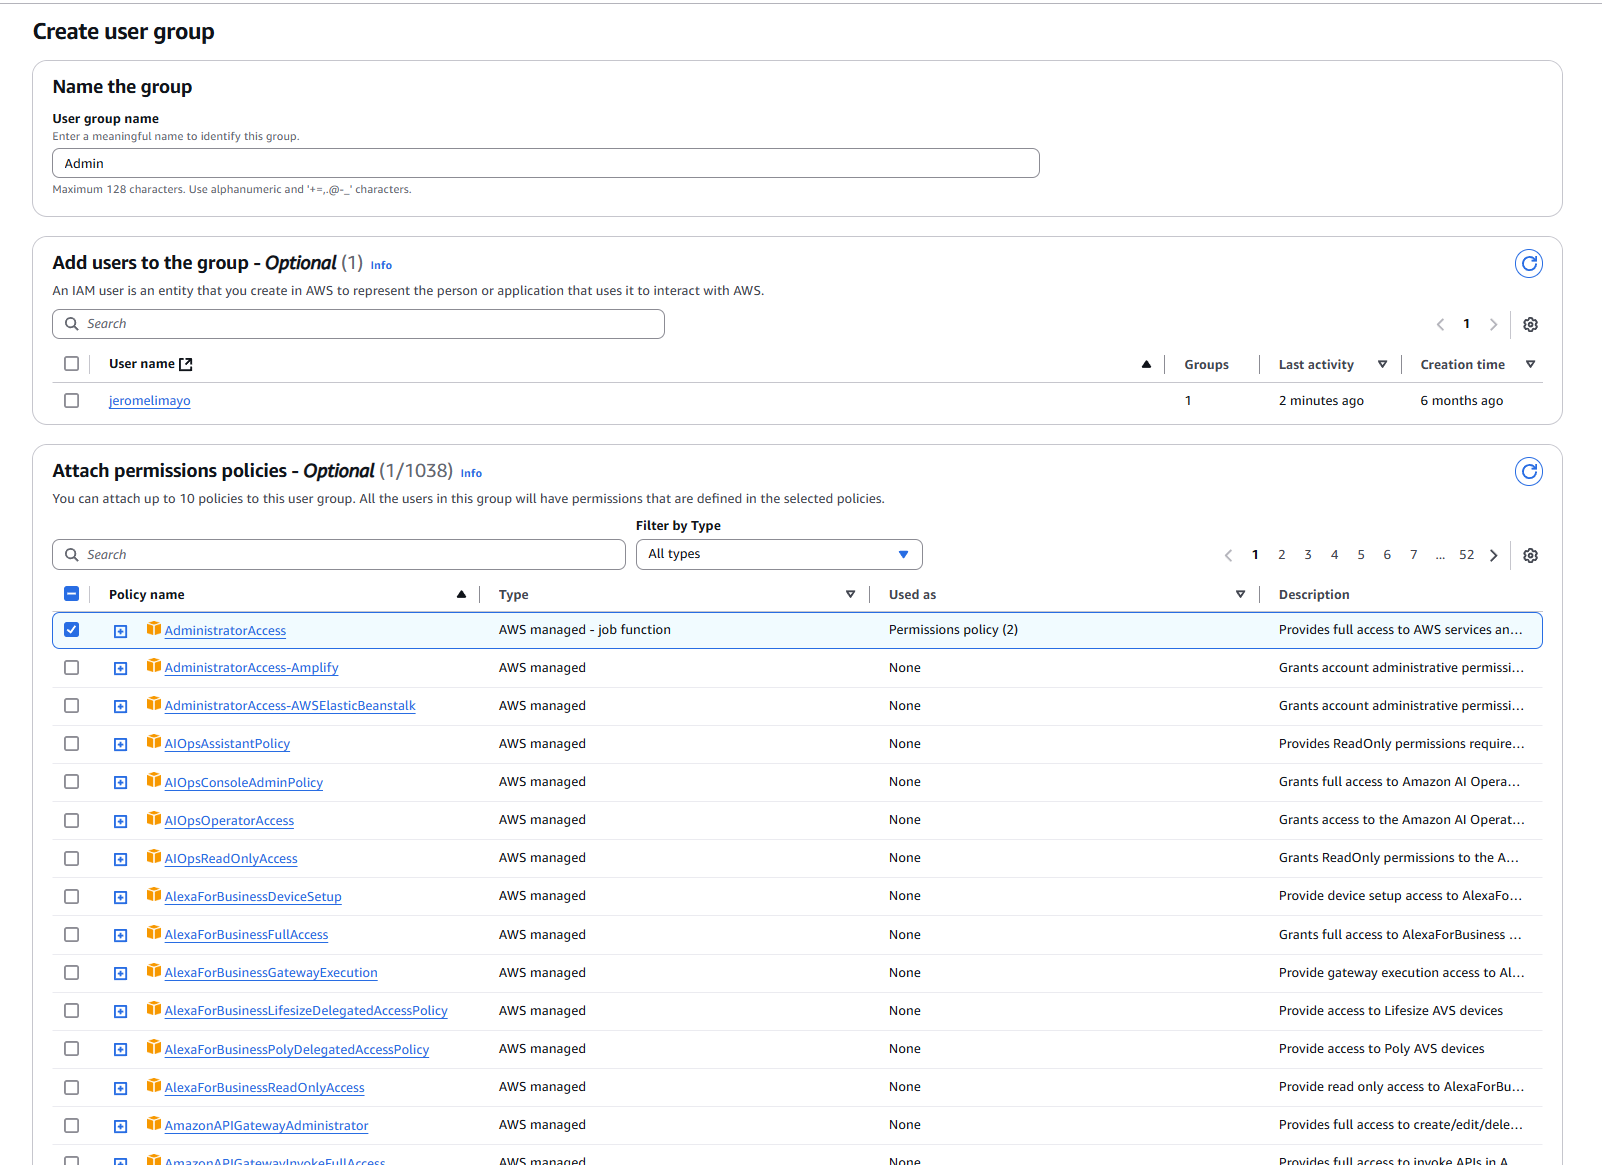 Create user group
Name the group
User group name
Enter a meaningful name to identify this group.
Admin
Maximum 128 characters. Use alphanumeric and '+=,.@-_' characters.
Add users to the group - Optional (1) Info
An IAM user is an entity that you create in AWS to represent the person or application that uses it to interact with AWS.
Search
1
User name Groups Last activity Creation time
jeromelimayo 1 2 minutes ago 6 months ago
Attach permissions policies - Optional (1/1038) Info
You can attach up to 10 policies to this user group. All the users in this group will have permissions that are defined in the selected policies.
Filter by Type
Search All types 1 2 3 4 5 6 7 ... 52
Policy name Type Used as Description
AdministratorAccess AWS managed - job function Permissions policy (2) Provides full access to AWS services an...
AdministratorAccess-Amplify AWS managed None Grants account administrative permissi...
AdministratorAccess-AWSElasticBeanstalk AWS managed None Grants account administrative permissi...
AIOpsAssistantPolicy AWS managed None Provides ReadOnly permissions require...
AIOpsConsoleAdminPolicy AWS managed None Grants full access to Amazon AI Opera...
AIOpsOperatorAccess AWS managed None Grants access to the Amazon AI Operat...
AIOpsReadOnlyAccess AWS managed None Grants ReadOnly permissions to the A...
AlexaForBusinessDeviceSetup AWS managed None Provide device setup access to AlexaFo...
AlexaForBusinessFullAccess AWS managed None Grants full access to AlexaForBusiness ...
AlexaForBusinessGatewayExecution AWS managed None Provide gateway execution access to Al...
AlexaForBusinessLifesizeDelegatedAccessPolicy AWS managed None Provide access to Lifesize AVS devices
AlexaForBusinessPolyDelegatedAccessPolicy AWS managed None Provide access to Poly AVS devices
AlexaForBusinessReadOnlyAccess AWS managed None Provide read only access to AlexaForBu...
AmazonAPIGatewayAdministrator AWS managed None Provides full access to create/edit/dele...
AmazonAPIGatewayInvokeFullAccess AWS managed None Provides full access to invoke APIs in A